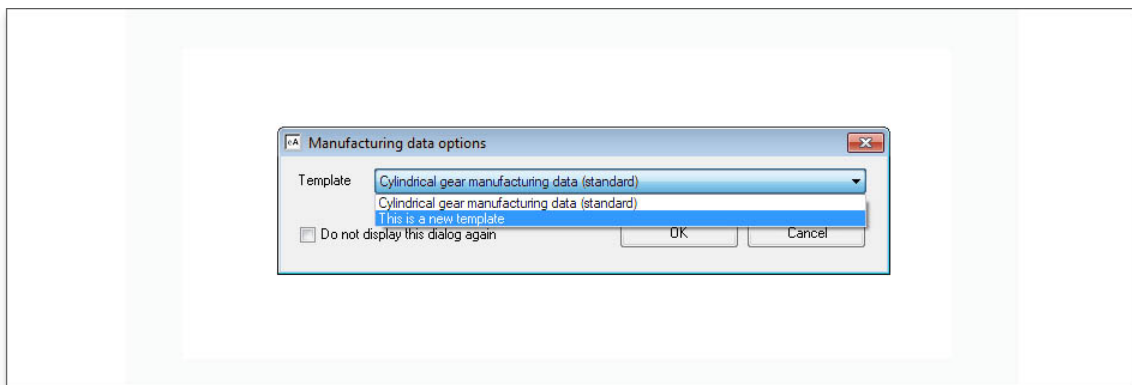 eA Manufacturing data options
Template Cylindrical gear manufacturing data (standard)
Cylindrical gear manufacturing data (standard)
This is a new template
Do not display this dialog again OK Cancel